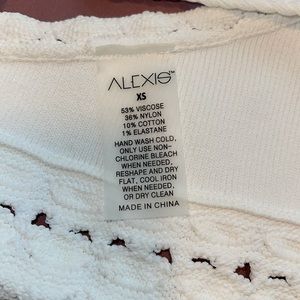 ALEXIS™
XS
53% VISCOSE
36% NYLON
10% COTTON
1% ELASTANE
HAND WASH COLD,
ONLY USE NON-
CHLORINE BLEACH
WHEN NEEDED,
RESHAPE AND DRY
FLAT, COOL IRON
WHEN NEEDED,
OR DRY CLEAN
MADE IN CHINA